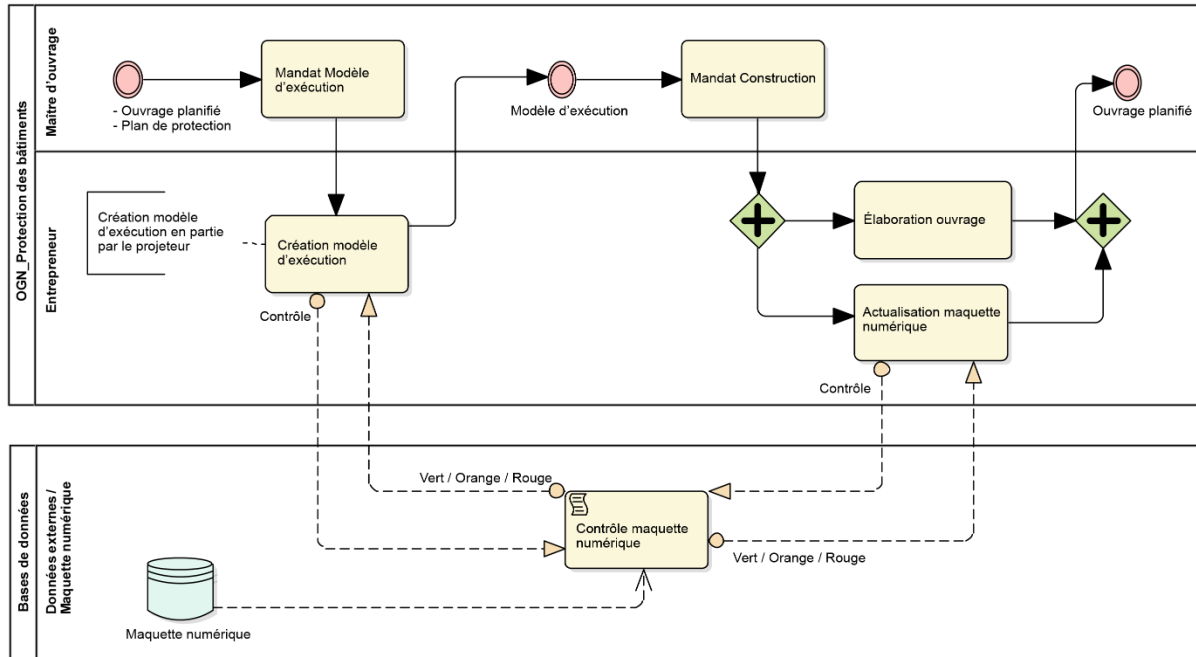 OGN_Protection des bâtiments
Maître d'ouvrage
- Ouvrage planifié
- Plan de protection
Mandat Modèle
d'exécution
Modèle d'exécution
Mandat Construction
Ouvrage planifié
Entrepreneur
Création modèle
d'exécution en partie
par le projeteur
Création modèle
d'exécution
Contrôle
Élaboration ouvrage
Actualisation maquette
numérique
Contrôle
Bases de données
Données externes /
Maquette numérique
Vert / Orange / Rouge
Contrôle maquette
numérique
Vert / Orange / Rouge
Maquette numérique